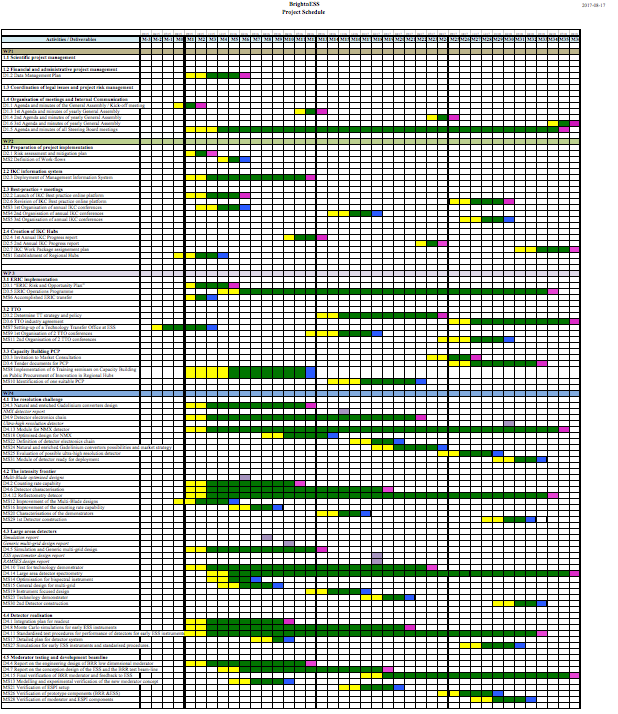 BrightnESS
Project Schedule
2017-08-17
Activities / Deliverables M-3 M-2 M-1 M0 M1 M2 M3 M4 M5 M6 M7 M8 M9 M10 M11 M12 M13 M14 M15 M16 M17 M18 M19 M20 M21 M22 M23 M24 M25 M26 M27 M28 M29 M30 M31 M32 M33 M34 M35 M36
WP1
1.1 Scientific project management
1.2 Financial and administrative project management
D1.2 Data Management Plan
1.3 Coordination of legal issues and project risk management
1.4 Organisation of meetings and Internal Communication
D1.1 Agenda and minutes of the General Assembly / Kick-off meeting
D1.3 1st Agenda and minutes of yearly General Assembly
D1.4 2nd Agenda and minutes of yearly General Assembly
D1.6 3rd Agenda and minutes of yearly General Assembly
D1.5 Agenda and minutes of all Steering Board meetings
WP2
2.1 Preparation of project implementation
D2.1 Risk assessment and mitigation plan
MS2 Definition of Work-flows
2.2 IKC information system
D2.3 Deployment of Management Information System
2.3 Best-practice + meetings
D2.2 Launch of IKC Best practice online platform
D2.6 Revision of IKC Best practice online platform
MS3 1st Organisation of annual IKC conferences
MS4 2nd Organisation of annual IKC conferences
MS5 3rd Organisation of annual IKC conferences
2.4 Creation of IKC Hubs
D2.4 1st Annual IKC Progress report
D2.5 2nd Annual IKC Progress report
D2.7 IKC Work Package assessment plan
MS1 Establishment of Regional Hubs
WP 3
3.1 ERIC Implementation
D3.1 "ERIC Risk and Opportunity Plan"
D3.5 ERIC Operations Programme
MS6 Accomplished ERIC transfer
3.2 TTO
D3.2 Determine TT strategy and policy
D3.6 TTO industry agreement
MS7 Setting-up of a Technology Transfer Office at ESS
MS9 1st Organisation of 2 TTO conferences
MS11 2nd Organisation of 2 TTO conferences
3.3 Capacity Building PCP
D3.3 Invitation to Market Consultation
D3.4 Tender documents for PCP
MS8 Implementation of 6 Training seminars on Capacity Building
on Public Procurement of Innovation in Regional Hubs
MS10 Identification of one suitable PCP
WP4
4.1 The resolution challenge
D4.3 Natural and enriched Gadolinium converters design
NMX detector report
D4.9 Detector electronics chain
Ultra-high resolution detector
D4.13 Module for NMX detector
MS18 Optimised design for NMX
MS22 Definition of detector electronics chain
MS24 Natural and enriched Gadolinium converters possibilities and market strategy
MS25 Evaluation of possible ultra-high resolution detector
MS31 Module of detector ready for deployment
4.2 The intensity frontier
Multi-Blade optimised designs
D4.2 Counting rate capability
D4.6 Detector characterisation
D.4.12 Reflectometry detector
MS12 Improvement of the Multi-Blade designs
MS16 Improvement of the counting rate capability
MS20 Characterisations of the demonstrators
MS29 1st Detector construction
4.3 Large areas detectors
Simulation report
Generic multi-grid design report
D4.5 Simulation and Generic multi-grid design
ESS spectrometer design report
RAMSES design report
D4.10 Test for technology demonstrator
D4.14 Large area detector spectrometry
MS14 Optimisation for bispectral instrument
MS15 General design for multi-grid
MS19 Instrument focused design
MS23 Technology demonstrator
MS30 2nd Detector construction
4.4 Detector realisation
D4.1 Integration plan for readout
D4.8 Monte Carlo simulations for early ESS instruments
D4.11 Standardised test procedures for performance of detectors for early ESS instruments
MS17 Detailed plan for detector system
MS27 Simulations for early ESS instruments and standardised procedures
4.5 Moderator testing and development beamline
D4.4 Report on the engineering design of BRR low dimensional moderator
D4.7 Report on the conception design of the ESS and the BRR test beam-line
D4.15 Final verification of BRR moderator and feedback to ESS
MS13 Modelling and experimental verification of the new moderator concept
MS21 Verification of ESPI setup
MS26 Verification of prototype components (BRR &ESS)
MS28 Verification of moderator and ESPI components